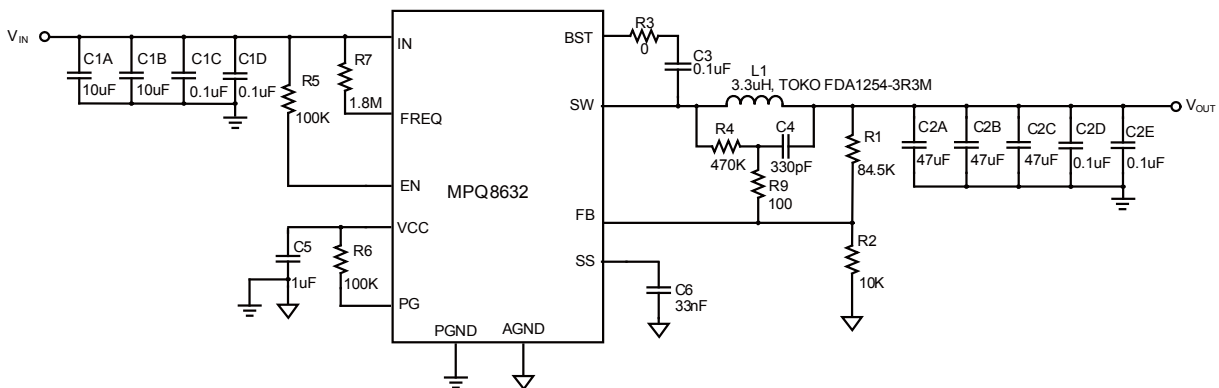 V_IN
C1A
10uF
C1B
10uF
C1C
0.1uF
C1D
0.1uF
R5
100K
R7
1.8M
C5
1uF
R6
100K
IN
FREQ
EN
VCC
PG
MPQ8632
PGND
AGND
BST
SW
FB
SS
R3
0
C3
0.1uF
L1
3.3uH, TOKO FDA1254-3R3M
R4
470K
C4
330pF
R9
100
R1
84.5K
R2
10K
C6
33nF
C2A
47uF
C2B
47uF
C2C
47uF
C2D
0.1uF
C2E
0.1uF
V_OUT